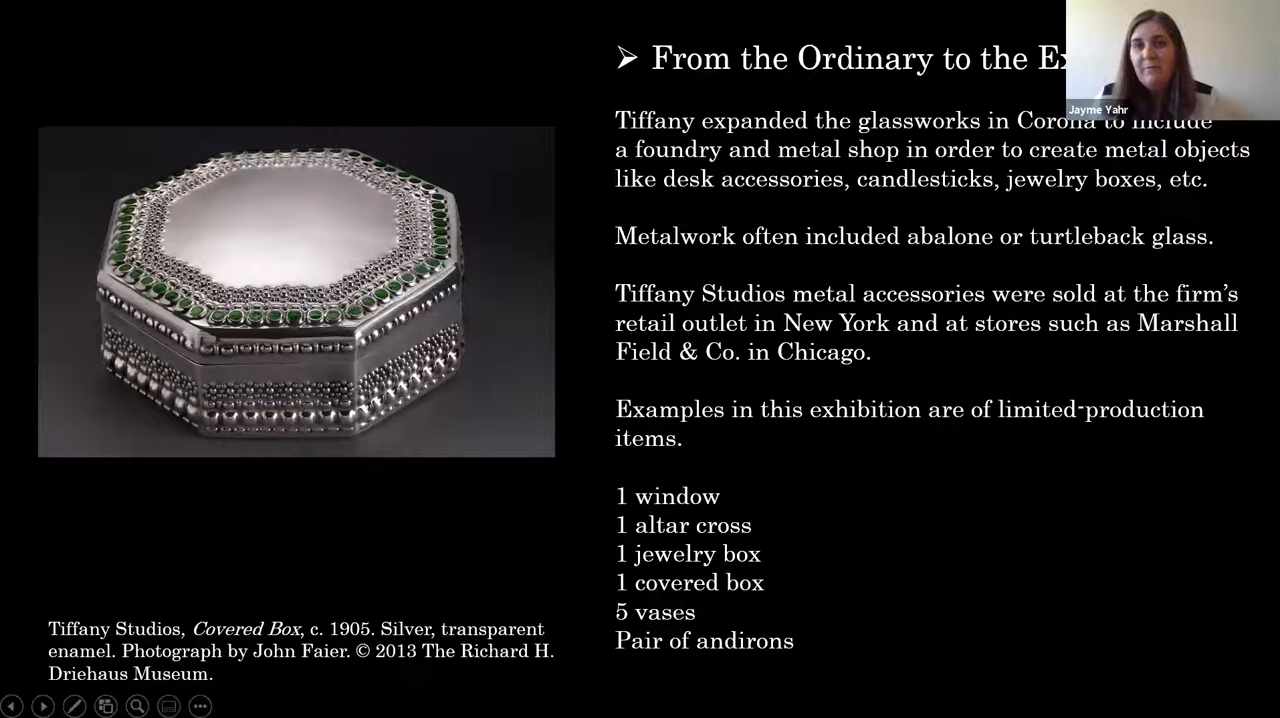 ➢ From the Ordinary to the
Jayme Yahr
Tiffany expanded the glassworks in Corona to include
a foundry and metal shop in order to create metal objects
like desk accessories, candlesticks, jewelry boxes, etc.
Metalwork often included abalone or turtleback glass.
Tiffany Studios metal accessories were sold at the firm’s
retail outlet in New York and at stores such as Marshall
Field & Co. in Chicago.
Examples in this exhibition are of limited-production
items.
1 window
1 altar cross
1 jewelry box
1 covered box
5 vases
Pair of andirons
Tiffany Studios, Covered Box, c. 1905. Silver, transparent
enamel. Photograph by John Faier. © 2013 The Richard H.
Driehaus Museum.